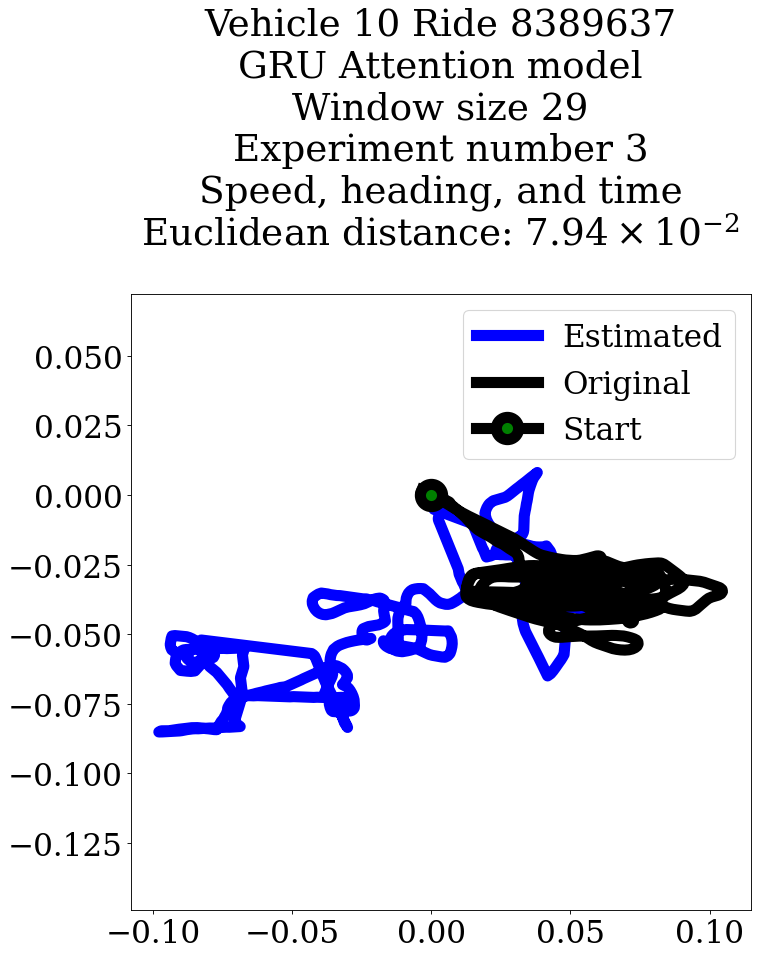 Vehicle 10 Ride 8389637
GRU Attention model
Window size 29
Experiment number 3
Speed, heading, and time
Euclidean distance: 7.94 × 10⁻²
Estimated
Original
Start
0.050
0.025
0.000
−0.025
−0.050
−0.075
−0.100
−0.125
−0.10 −0.05 0.00 0.05 0.10